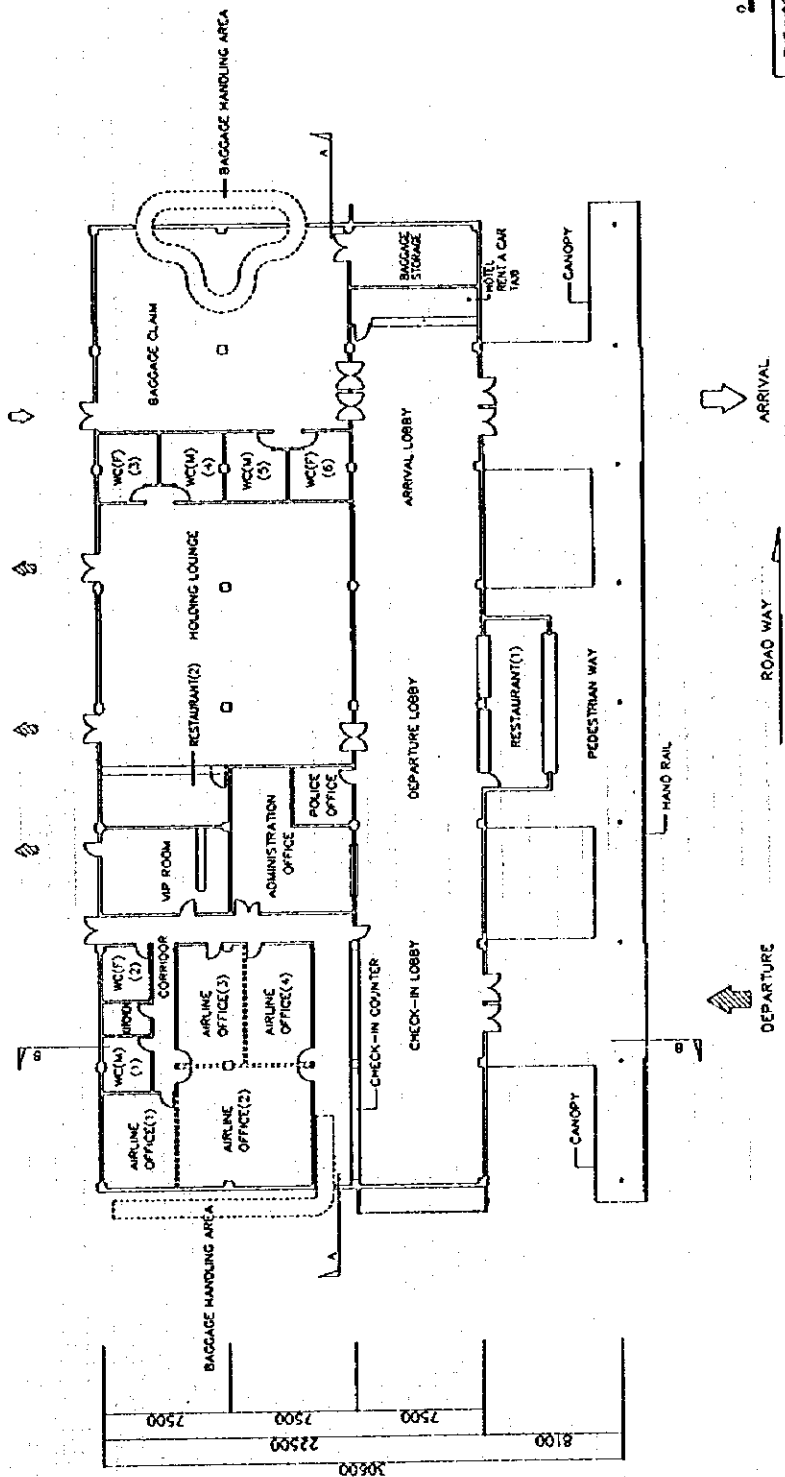 BAGGAGE HANDLING AREA
A
BAGGAGE CLAIM
BAGGAGE
STORAGE
HOTEL
RENT A CAR
TAXI
CANOPY
WC(F)
(3)
WC(M)
(4)
WC(M)
(5)
WC(F)
(6)
ARRIVAL LOBBY
ARRIVAL
HOLDING LOUNGE
RESTAURANT(2)
DEPARTURE LOBBY
RESTAURANT(1)
PEDESTRIAN WAY
ROAD WAY
HAND RAIL
VIP ROOM
ADMINISTRATION
OFFICE
POLICE
OFFICE
WC(F)
(2)
CORRIDOR
WC(M)
(1)
AIRLINE
OFFICE(1)
AIRLINE
OFFICE(2)
AIRLINE
OFFICE(3)
AIRLINE
OFFICE(4)
CHECK-IN COUNTER
CHECK-IN LOBBY
DEPARTURE
B
B
CANOPY
BAGGAGE HANDLING AREA
A
7500
7500
7500
22500
8100
30600
0